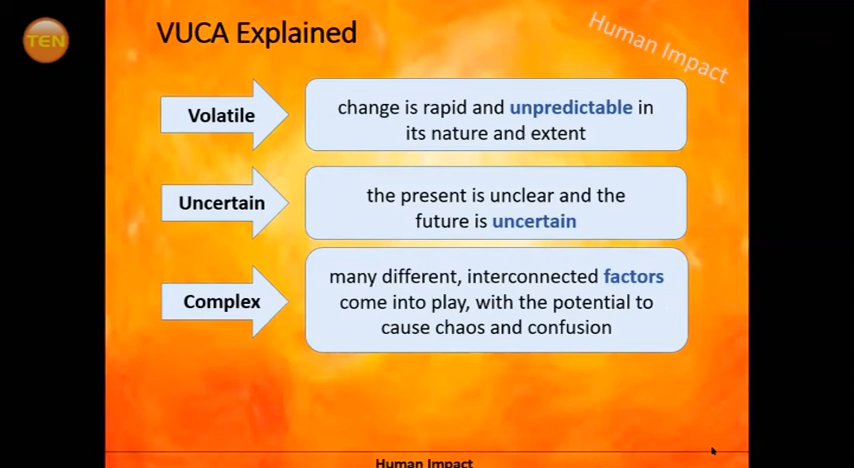 TEN
VUCA Explained
Human Impact
Volatile
change is rapid and unpredictable in
its nature and extent
Uncertain
the present is unclear and the
future is uncertain
Complex
many different, interconnected factors
come into play, with the potential to
cause chaos and confusion
Human Impact